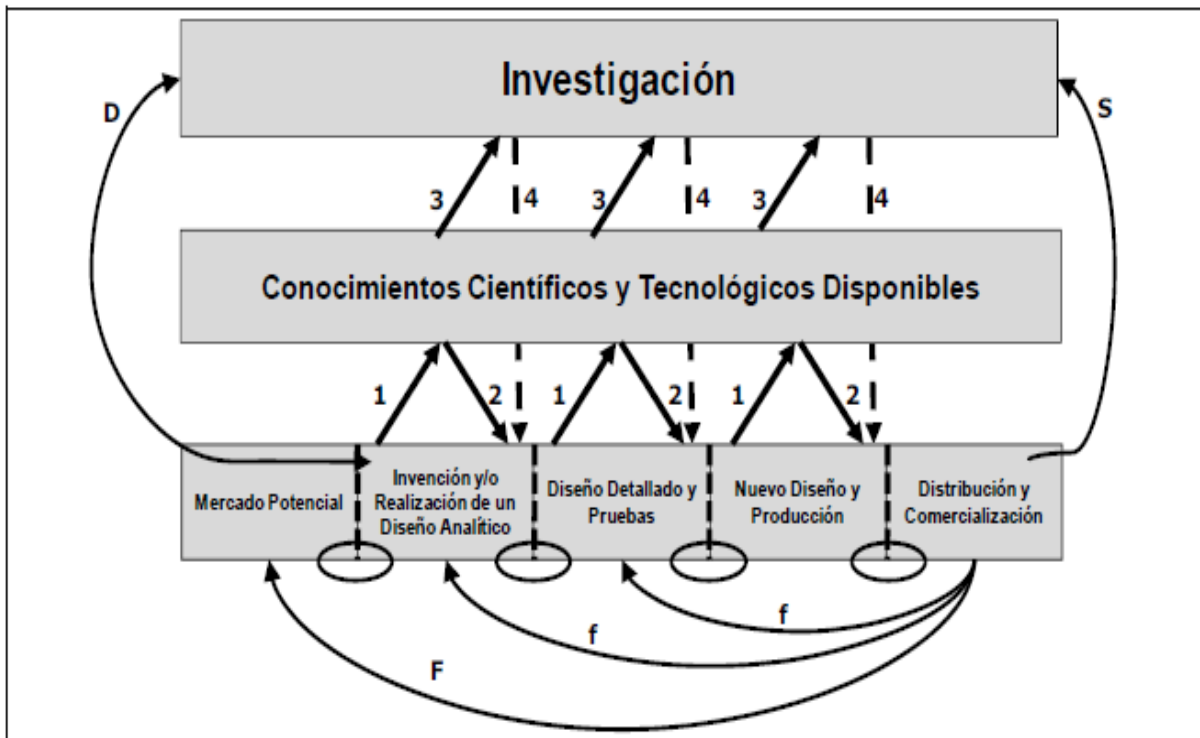 Investigación
D
S
3
4
3
4
3
4
Conocimientos Científicos y Tecnológicos Disponibles
1
2
1
2
1
2
Mercado Potencial
Invención y/o
Realización de un
Diseño Analítico
Diseño Detallado y
Pruebas
Nuevo Diseño y
Producción
Distribución y
Comercialización
f
f
F